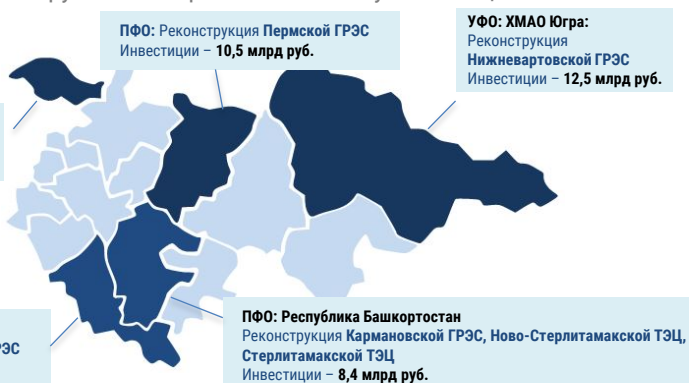 ПФО: Реконструкция Пермской ГРЭС
Инвестиции – 10,5 млрд руб.
УФО: ХМАО Югра:
Реконструкция
Нижневартовской ГРЭС
Инвестиции – 12,5 млрд руб.
ПФО: Республика Башкортостан
Реконструкция Кармановской ГРЭС, Ново-Стерлитамакской ТЭЦ,
Стерлитамакской ТЭЦ
Инвестиции – 8,4 млрд руб.